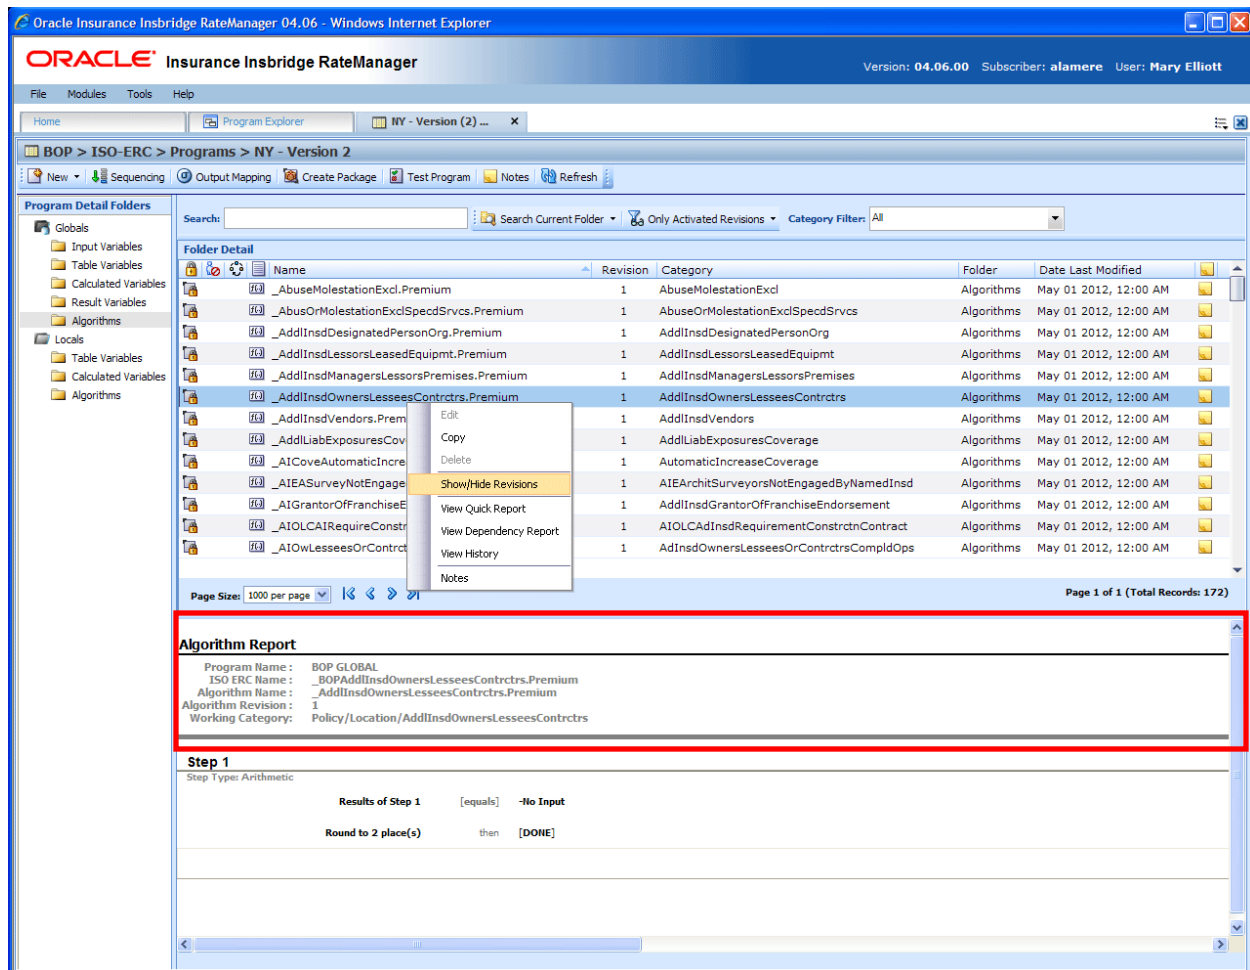 Oracle Insurance Insbridge RateManager 04.06 - Windows Internet Explorer
ORACLE Insurance Insbridge RateManager
Version: 04.06.00 Subscriber: alamere User: Mary Elliott
File Modules Tools Help
Home Program Explorer NY - Version (2) ... x
BOP > ISO-ERC > Programs > NY - Version 2
New Sequencing Output Mapping Create Package Test Program Notes Refresh
Program Detail Folders
Globals
Input Variables
Table Variables
Calculated Variables
Result Variables
Algorithms
Locals
Table Variables
Calculated Variables
Algorithms
Search: Search Current Folder Only Activated Revisions Category Filter: All
Folder Detail
Name Revision Category Folder Date Last Modified
_AbuseMolestationExcl.Premium 1 AbuseMolestationExcl Algorithms May 01 2012, 12:00 AM
_AbusOrMolestationExclSpecdSrvcs.Premium 1 AbuseOrMolestationExclSpecdSrvcs Algorithms May 01 2012, 12:00 AM
_AddlInsdDesignatedPersonOrg.Premium 1 AddlInsdDesignatedPersonOrg Algorithms May 01 2012, 12:00 AM
_AddlInsdLessorsLeasedEquipmt.Premium 1 AddlInsdLessorsLeasedEquipmt Algorithms May 01 2012, 12:00 AM
_AddlInsdManagersLessorsPremises.Premium 1 AddlInsdManagersLessorsPremises Algorithms May 01 2012, 12:00 AM
_AddlInsdOwnersLesseesContrctrs.Premium 1 AddlInsdOwnersLesseesContrctrs Algorithms May 01 2012, 12:00 AM
_AddlInsdVendors.Prem 1 AddlInsdVendors Algorithms May 01 2012, 12:00 AM
_AddlLiabExposuresCov 1 AddlLiabExposuresCoverage Algorithms May 01 2012, 12:00 AM
_AICoveAutomaticIncre 1 AutomaticIncreaseCoverage Algorithms May 01 2012, 12:00 AM
_AIEASurveyNotEngage 1 AIEArchitSurveyorsNotEngagedByNamedInsd Algorithms May 01 2012, 12:00 AM
_AIGrantorOfFranchiseE 1 AddlInsdGrantorOfFranchiseEndorsement Algorithms May 01 2012, 12:00 AM
_AIOLCAIRequireConstr 1 AIOLCAdInsdRequirementConstrctnContract Algorithms May 01 2012, 12:00 AM
_AIOwLesseesOrContrct 1 AdInsdOwnersLesseesOrContrctrsCompldOps Algorithms May 01 2012, 12:00 AM
Edit
Copy
Delete
Show/Hide Revisions
View Quick Report
View Dependency Report
View History
Notes
Page Size: 1000 per page Page 1 of 1 (Total Records: 172)
Algorithm Report
Program Name : BOP GLOBAL
ISO ERC Name : _BOPAddlInsdOwnersLesseesContrctrs.Premium
Algorithm Name : _AddlInsdOwnersLesseesContrctrs.Premium
Algorithm Revision : 1
Working Category: Policy/Location/AddlInsdOwnersLesseesContrctrs
Step 1
Step Type: Arithmetic
Results of Step 1 [equals] -No Input
Round to 2 place(s) then [DONE]